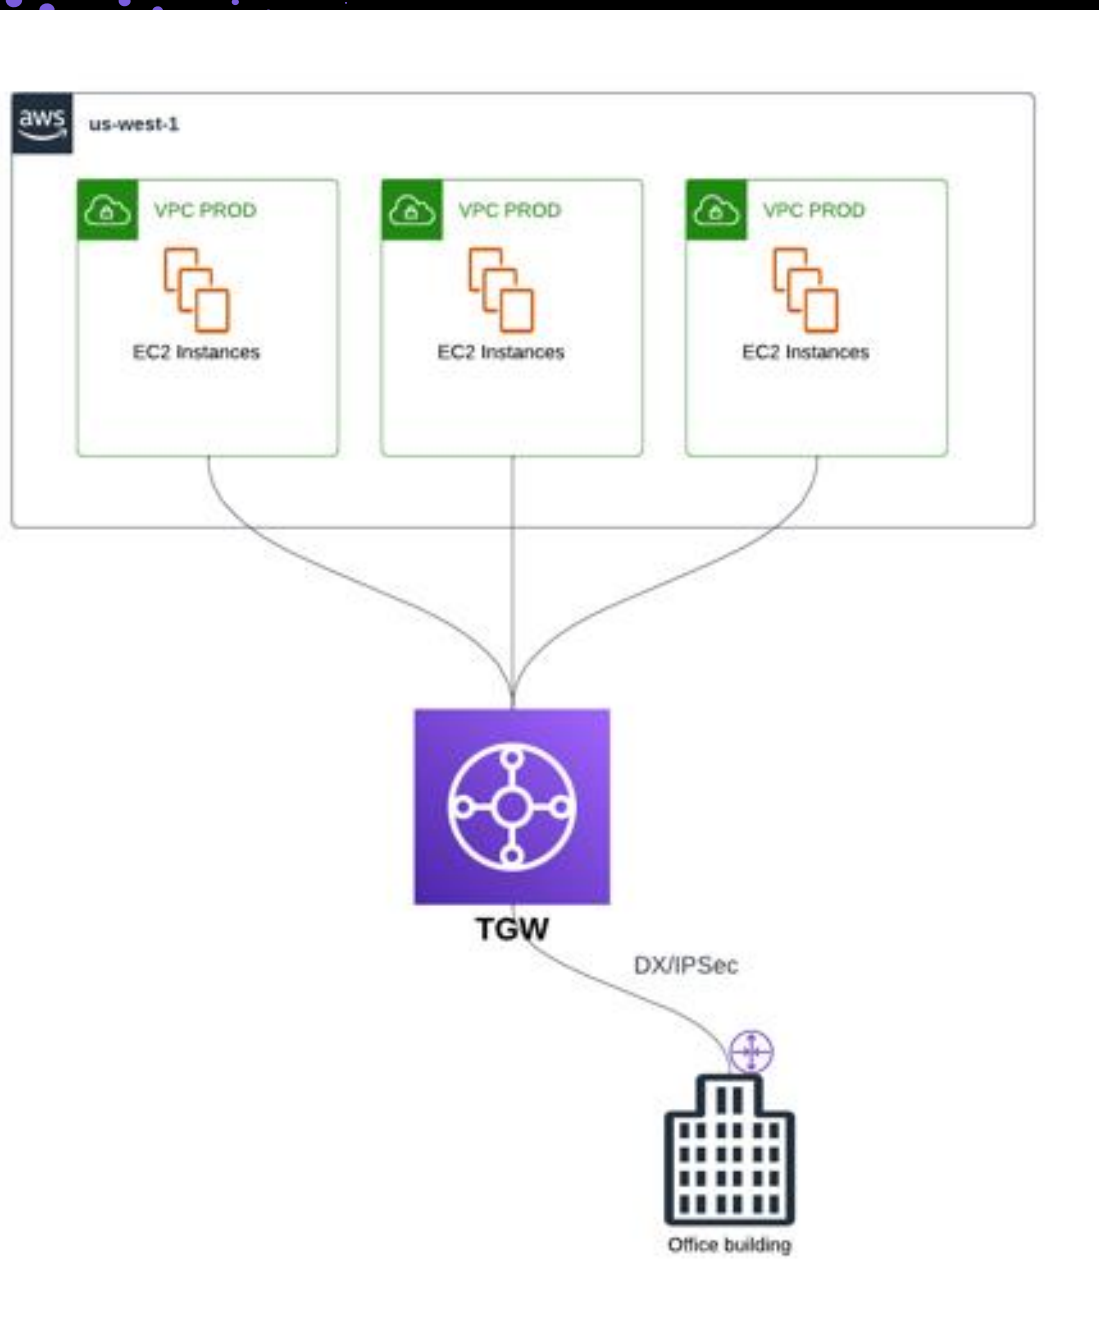 aws
us-west-1
VPC PROD
VPC PROD
VPC PROD
EC2 Instances
EC2 Instances
EC2 Instances
TGW
DX/IPSec
Office building